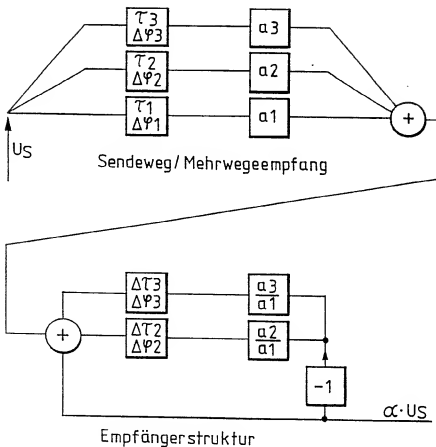 τ3
Δφ3
a3
τ2
Δφ2
a2
τ1
Δφ1
a1
+
US
Sendeweg/Mehrwegeempfang
Δτ3
Δφ3
a3
a1
+
Δτ2
Δφ2
a2
a1
-1
α·US
Empfängerstruktur